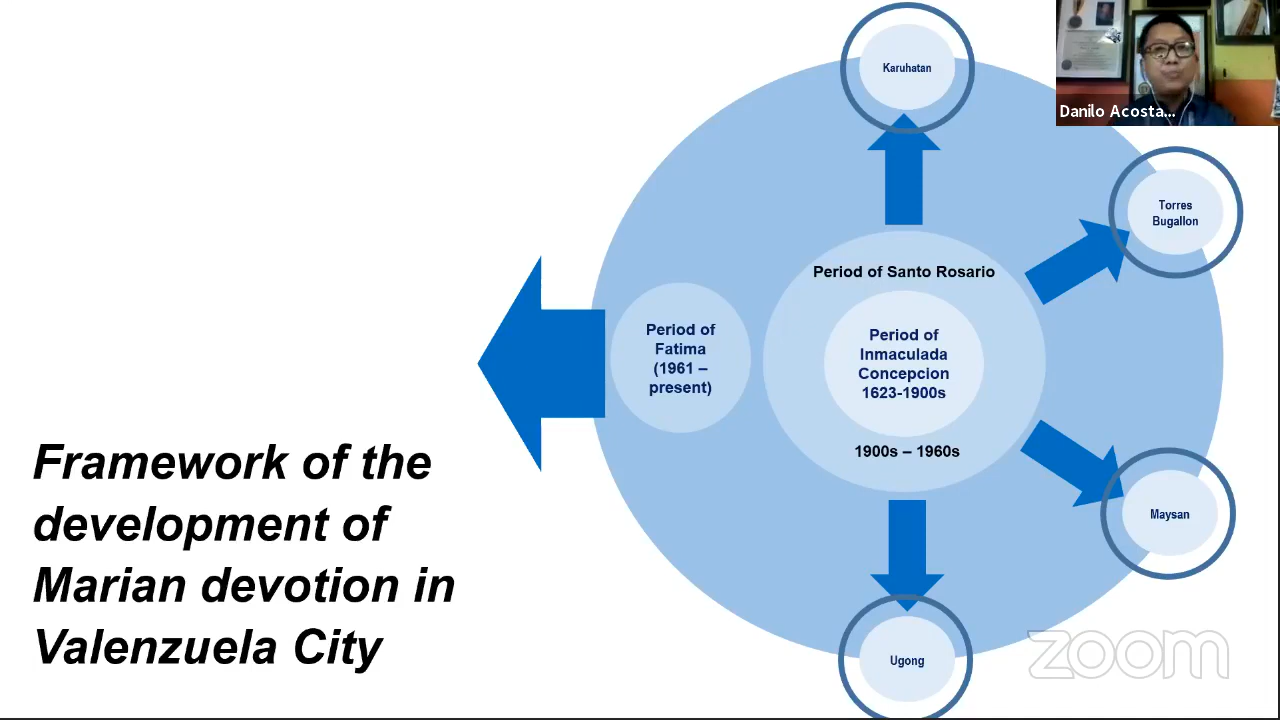 Karuhatan
Danilo Acosta...
Torres
Bugallon
Period of Santo Rosario
Period of
Inmaculada
Concepcion
1623-1900s
1900s – 1960s
Period of
Fatima
(1961 –
present)
Maysan
Ugong
Framework of the
development of
Marian devotion in
Valenzuela City
zoom